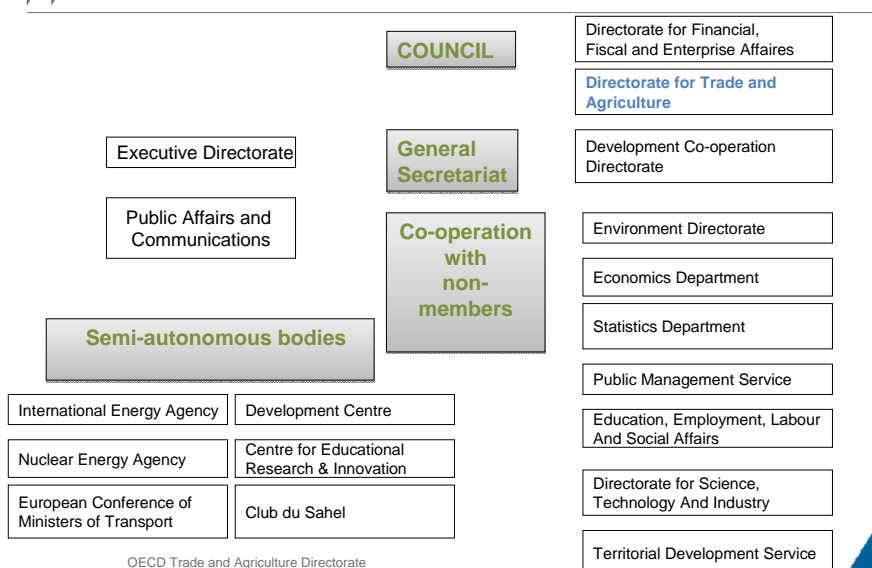 COUNCIL
General
Secretariat
Co-operation
with
non-
members
Executive Directorate
Public Affairs and
Communications
Semi-autonomous bodies
International Energy Agency
Development Centre
Nuclear Energy Agency
Centre for Educational
Research & Innovation
European Conference of
Ministers of Transport
Club du Sahel
Directorate for Financial,
Fiscal and Enterprise Affaires
Directorate for Trade and
Agriculture
Development Co-operation
Directorate
Environment Directorate
Economics Department
Statistics Department
Public Management Service
Education, Employment, Labour
And Social Affairs
Directorate for Science,
Technology And Industry
Territorial Development Service
OECD Trade and Agriculture Directorate